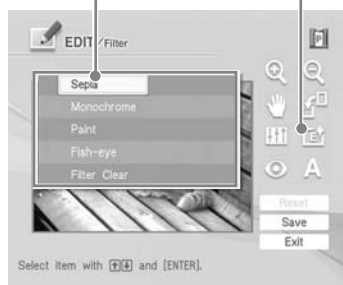 EDIT/Filter
P
Sepia
Monochrome
Paint
Fish-eye
Filter Clear
E
A
Reset
Save
Exit
Select item with and [ENTER].